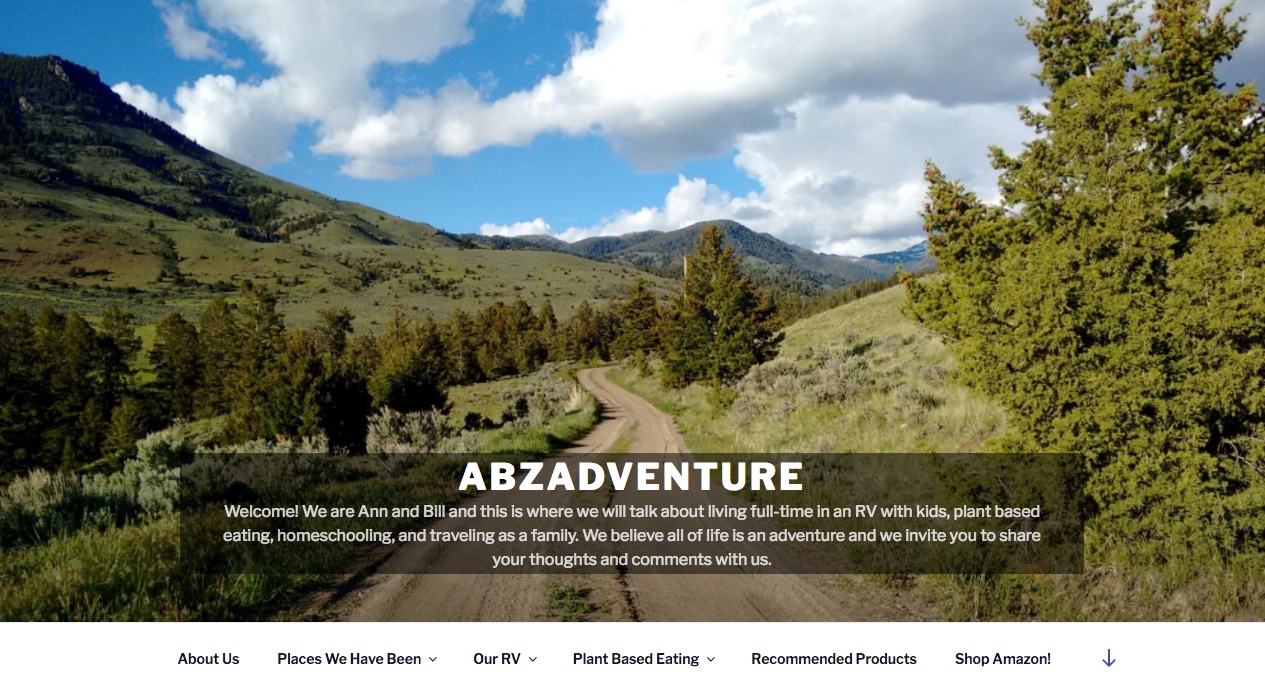 ABZADVENTURE
Welcome! We are Ann and Bill and this is where we will talk about living full-time in an RV with kids, plant based
eating, homeschooling, and traveling as a family. We believe all of life is an adventure and we invite you to share
your thoughts and comments with us.
About Us Places We Have Been Our RV Plant Based Eating Recommended Products Shop Amazon!